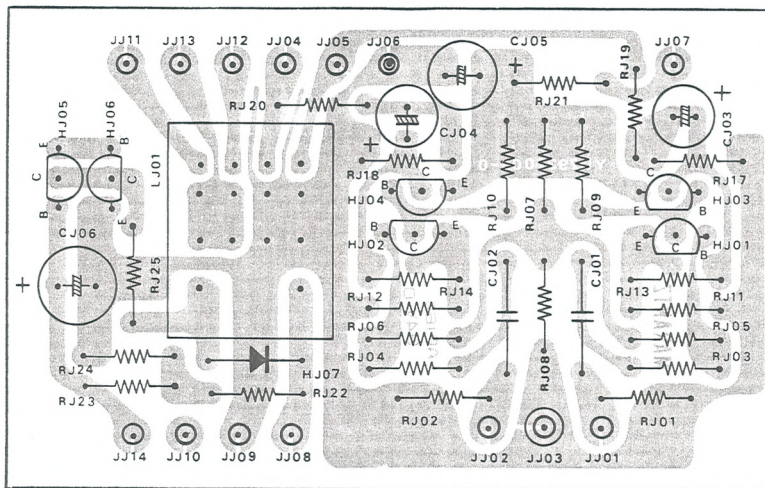 JJ11 JJ13 JJ12 JJ04 JJ05 JJ06 CJ05 RJ19 JJ07
+ RJ20 RJ21 +
HJ05 HJ06 LJ01 CJ04 CJ03
E B + C C
C C RJ18 B E RJ10 RJ07 RJ09 RJ17
B E HJ04 E B HJ03
CJ06 HJ02 B E E HJ01
C C B
+ RJ25 CJ02 CJ01
RJ12 RJ14 RJ13 RJ11
RJ06 RJ05
RJ24 RJ04 RJ08 RJ03
HJ07
RJ23 RJ22 RJ02 RJ01
JJ14 JJ10 JJ09 JJ08 JJ02 JJ03 JJ01